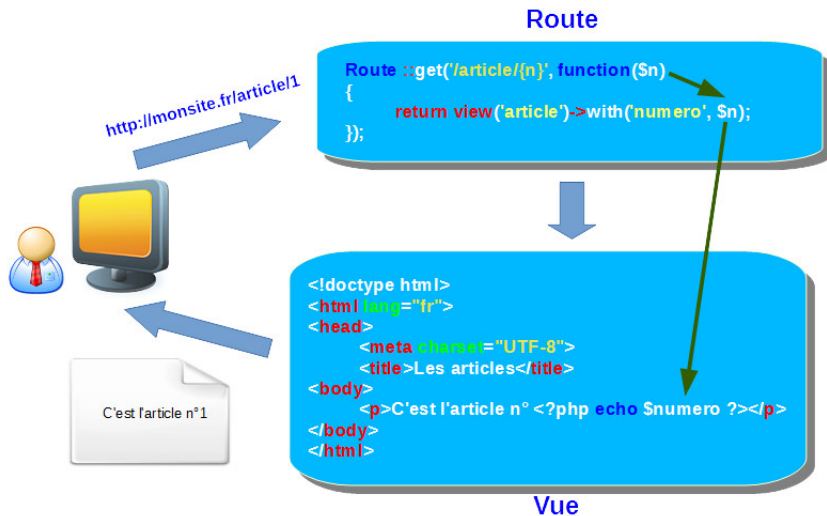 Route
http://monsite.fr/article/1
Route ::get('/article/{n}', function($n)
{
return view('article')->with('numero', $n);
});
<!doctype html>
<html lang="fr">
<head>
<meta charset="UTF-8">
<title>Les articles</title>
<body>
<p>C'est l'article n° <?php echo $numero ?></p>
</body>
</html>
C'est l'article n°1
Vue